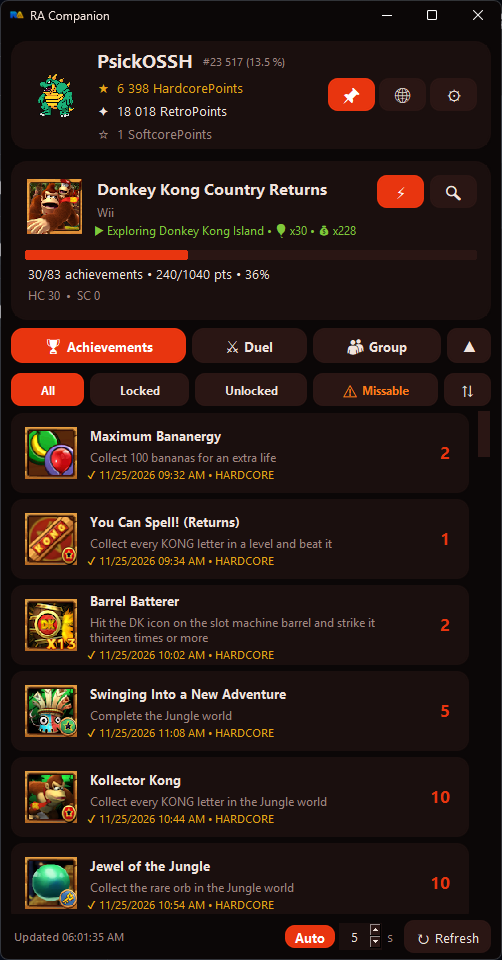 RA Companion
PsickOSSH #23 517 (13.5 %)
★ 6 398 HardcorePoints
✦ 18 018 RetroPoints
☆ 1 SoftcorePoints
Donkey Kong Country Returns
Wii
▶ Exploring Donkey Kong Island • 🎈 x30 • 💰 x228
30/83 achievements • 240/1040 pts • 36%
HC 30 • SC 0
🏆 Achievements ⚔ Duel 👥 Group ▲
All Locked Unlocked ⚠ Missable ↑↓
Maximum Bananergy
Collect 100 bananas for an extra life
✓ 11/25/2026 09:32 AM • HARDCORE
2
KONG
You Can Spell! (Returns)
Collect every KONG letter in a level and beat it
✓ 11/25/2026 09:34 AM • HARDCORE
1
DK
X13
Barrel Batterer
Hit the DK icon on the slot machine barrel and strike it
thirteen times or more
✓ 11/25/2026 10:02 AM • HARDCORE
2
Swinging Into a New Adventure
Complete the Jungle world
✓ 11/25/2026 11:08 AM • HARDCORE
5
Kollector Kong
Collect every KONG letter in the Jungle world
✓ 11/25/2026 10:44 AM • HARDCORE
10
Jewel of the Jungle
Collect the rare orb in the Jungle world
✓ 11/25/2026 10:54 AM • HARDCORE
10
Updated 06:01:35 AM Auto 5 s ↻ Refresh